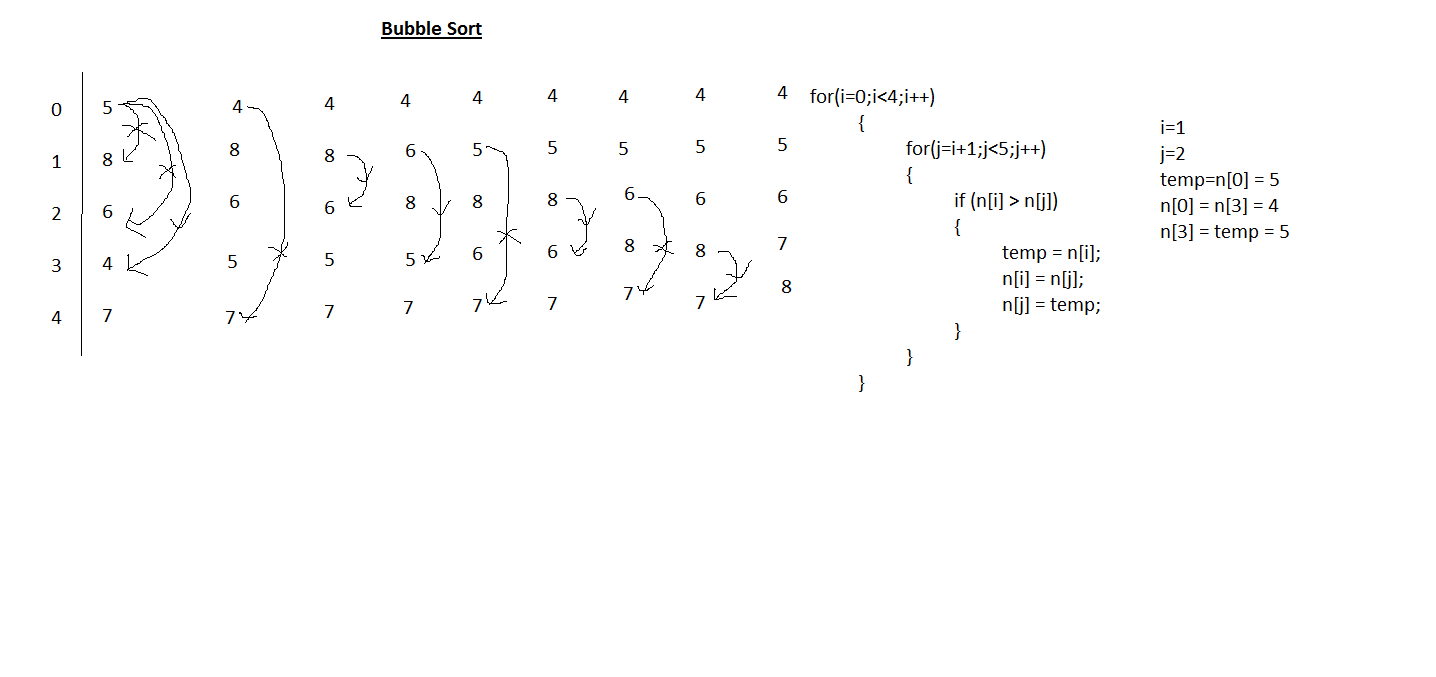 Bubble Sort
0 5 4 4 4 4 4 4 4 4
1 8 8 8 6 5 5 5 5 5
2 6 6 6 8 8 8 6 6 6
3 4 5 5 5 6 6 8 8 7
4 7 7 7 7 7 7 7 7 8
for(i=0;i<4;i++)
{
for(j=i+1;j<5;j++)
{
if (n[i] > n[j])
{
temp = n[i];
n[i] = n[j];
n[j] = temp;
}
}
}
i=1
j=2
temp=n[0] = 5
n[0] = n[3] = 4
n[3] = temp = 5